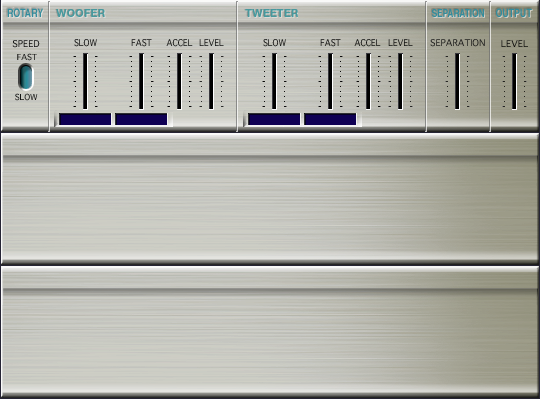 ROTARY WOOFER TWEETER SEPARATION OUTPUT
SPEED SLOW FAST ACCEL LEVEL SLOW FAST ACCEL LEVEL SEPARATION LEVEL
FAST
SLOW